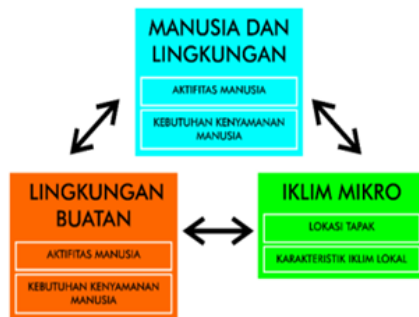 MANUSIA DAN
LINGKUNGAN
AKTIFITAS MANUSIA
KEBUTUHAN KENYAMANAN
MANUSIA
LINGKUNGAN
BUATAN
AKTIFITAS MANUSIA
KEBUTUHAN KENYAMANAN
MANUSIA
IKLIM MIKRO
LOKASI TAPAK
KARAKTERISTIK IKLIM LOKAL